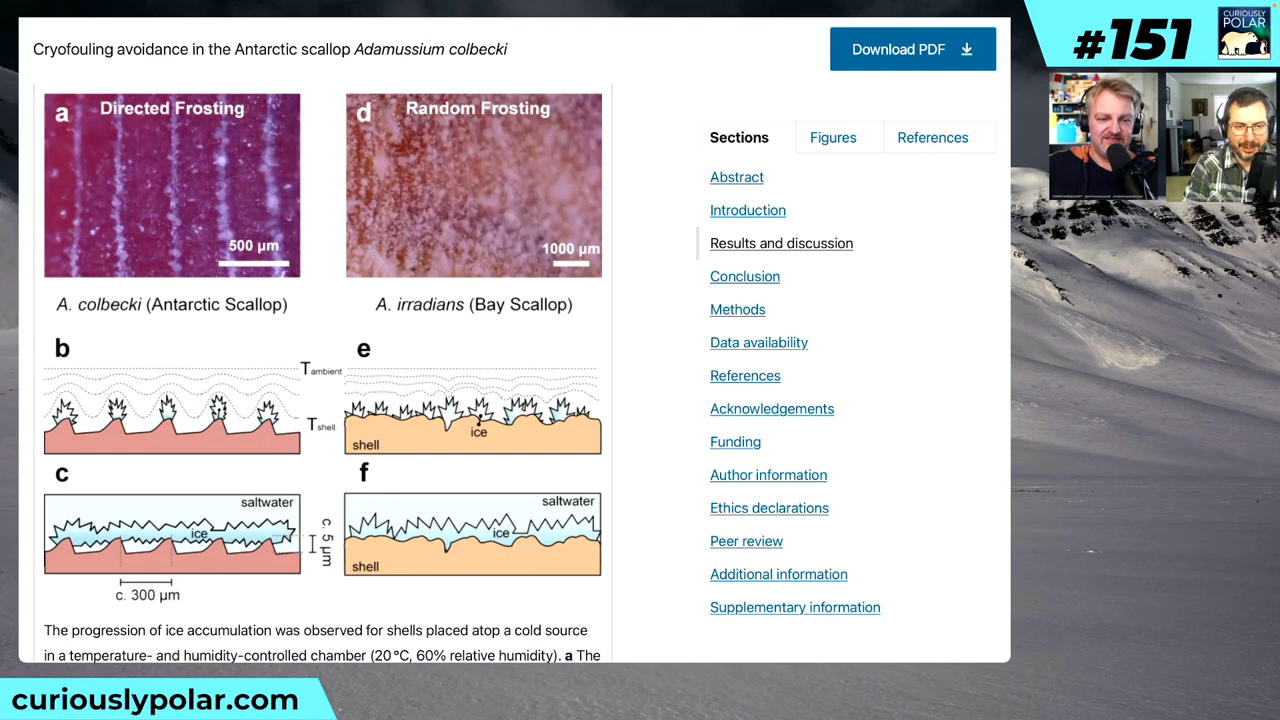 Cryofouling avoidance in the Antarctic scallop Adamussium colbecki
Download PDF
#151
CURIOUSLY
POLAR
a Directed Frosting
500 µm
d Random Frosting
1000 µm
A. colbecki (Antarctic Scallop)
A. irradians (Bay Scallop)
b
T ambient
T shell
e
ice
shell
c
saltwater
ice
c. 5 µm
c. 300 µm
f
saltwater
ice
shell
The progression of ice accumulation was observed for shells placed atop a cold source
in a temperature- and humidity-controlled chamber (20 °C, 60% relative humidity). a The
Sections
Figures
References
Abstract
Introduction
Results and discussion
Conclusion
Methods
Data availability
References
Acknowledgements
Funding
Author information
Ethics declarations
Peer review
Additional information
Supplementary information
curiouslypolar.com